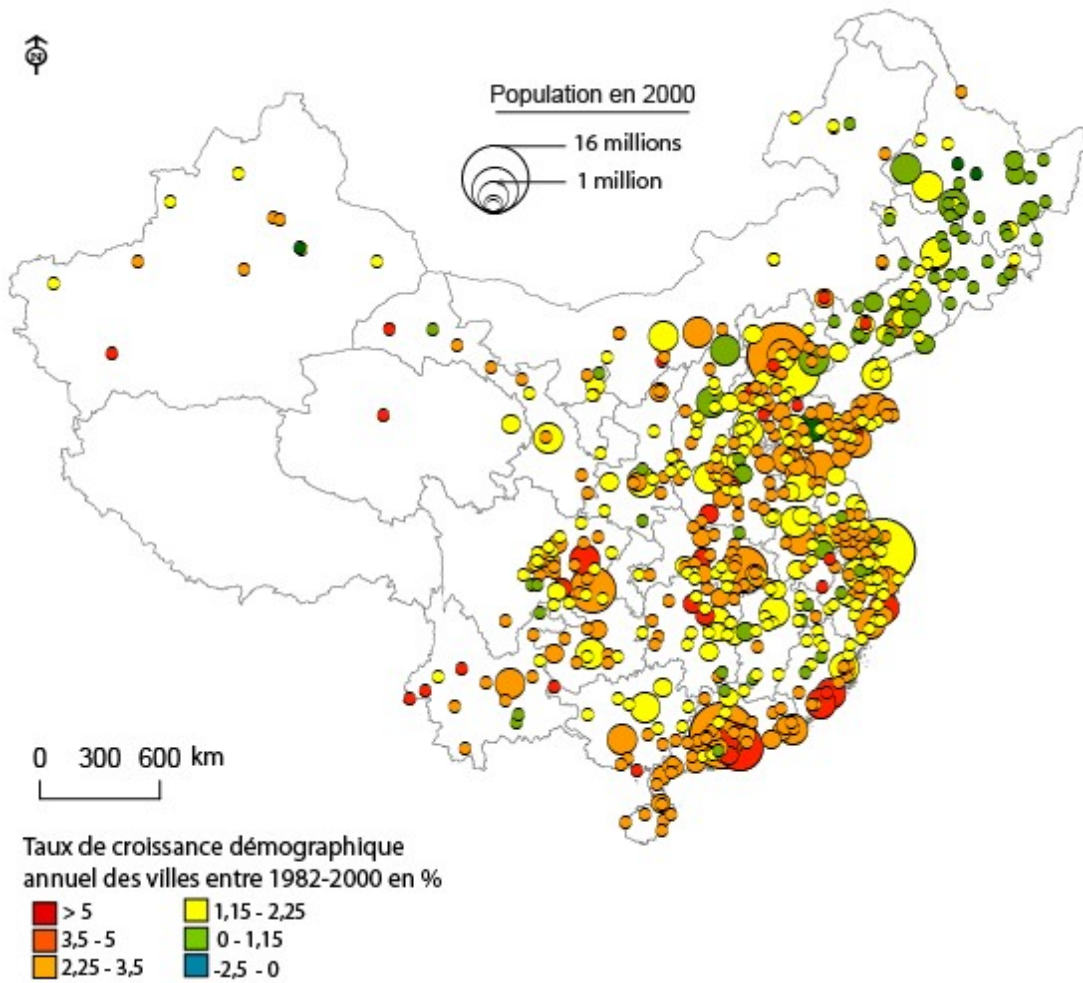 N
Population en 2000
16 millions
1 million
0 300 600 km
Taux de croissance démographique
annuel des villes entre 1982-2000 en %
> 5
3,5 - 5
2,25 - 3,5
1,15 - 2,25
0 - 1,15
-2,5 - 0